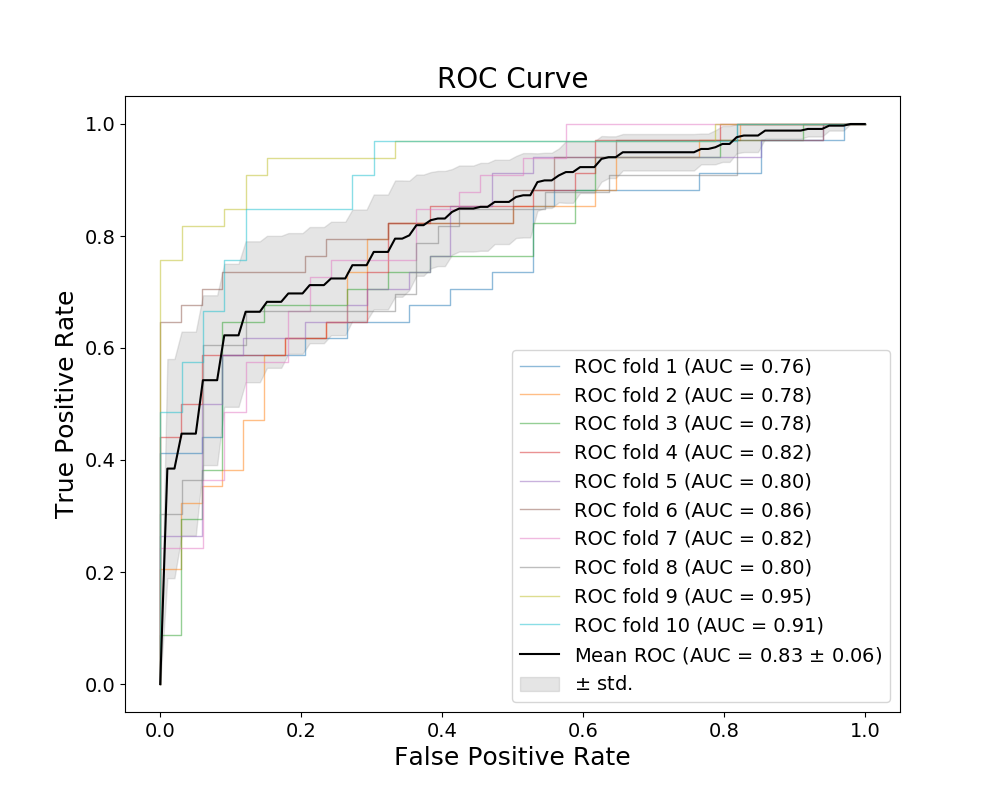 ROC Curve
1.0
0.8
0.6
0.4
0.2
0.0
True Positive Rate
ROC fold 1 (AUC = 0.76)
ROC fold 2 (AUC = 0.78)
ROC fold 3 (AUC = 0.78)
ROC fold 4 (AUC = 0.82)
ROC fold 5 (AUC = 0.80)
ROC fold 6 (AUC = 0.86)
ROC fold 7 (AUC = 0.82)
ROC fold 8 (AUC = 0.80)
ROC fold 9 (AUC = 0.95)
ROC fold 10 (AUC = 0.91)
Mean ROC (AUC = 0.83 ± 0.06)
± std.
0.0 0.2 0.4 0.6 0.8 1.0
False Positive Rate